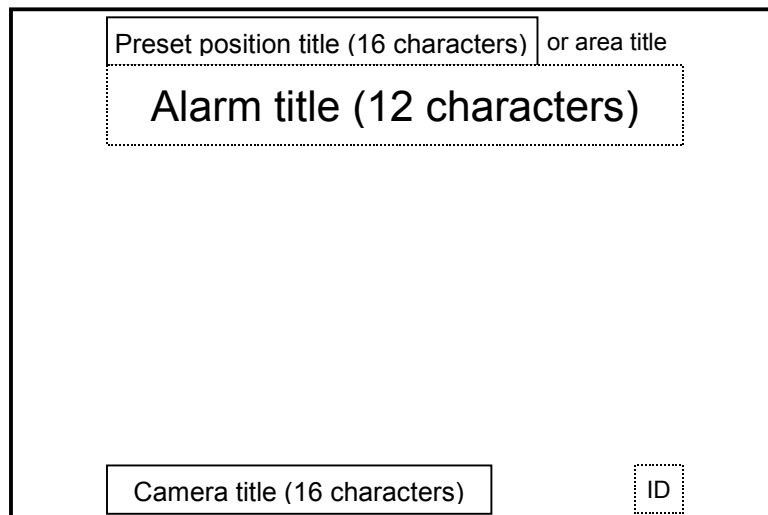 Preset position title (16 characters) or area title
Alarm title (12 characters)
Camera title (16 characters) ID